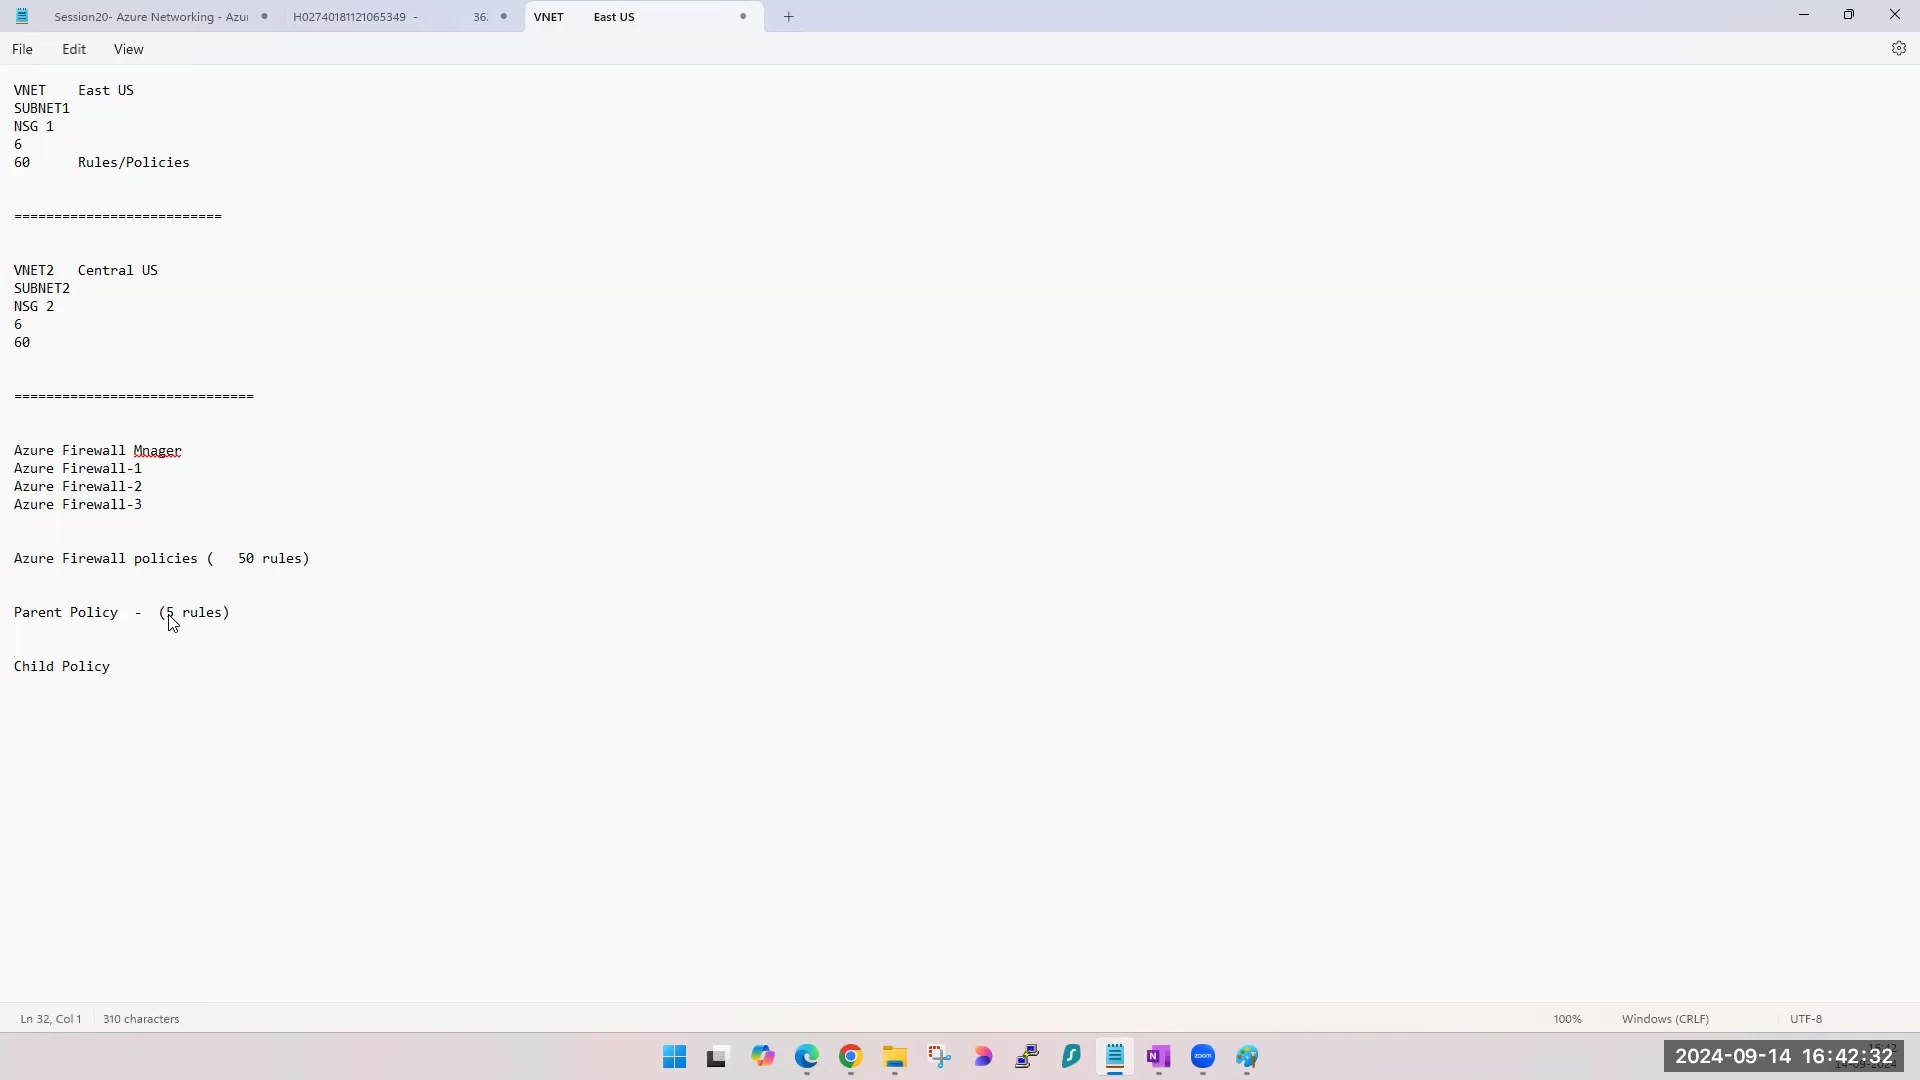 Session20- Azure Networking - Azur
H02740181121065349 - 36.
VNET East US
File Edit View
VNET East US
SUBNET1
NSG 1
6
60 Rules/Policies
==========================
VNET2 Central US
SUBNET2
NSG 2
6
60
==============================
Azure Firewall Mnager
Azure Firewall-1
Azure Firewall-2
Azure Firewall-3
Azure Firewall policies ( 50 rules)
Parent Policy - (5 rules)
Child Policy
Ln 32, Col 1 310 characters 100% Windows (CRLF) UTF-8
zoom
2024-09-14 16:42:32